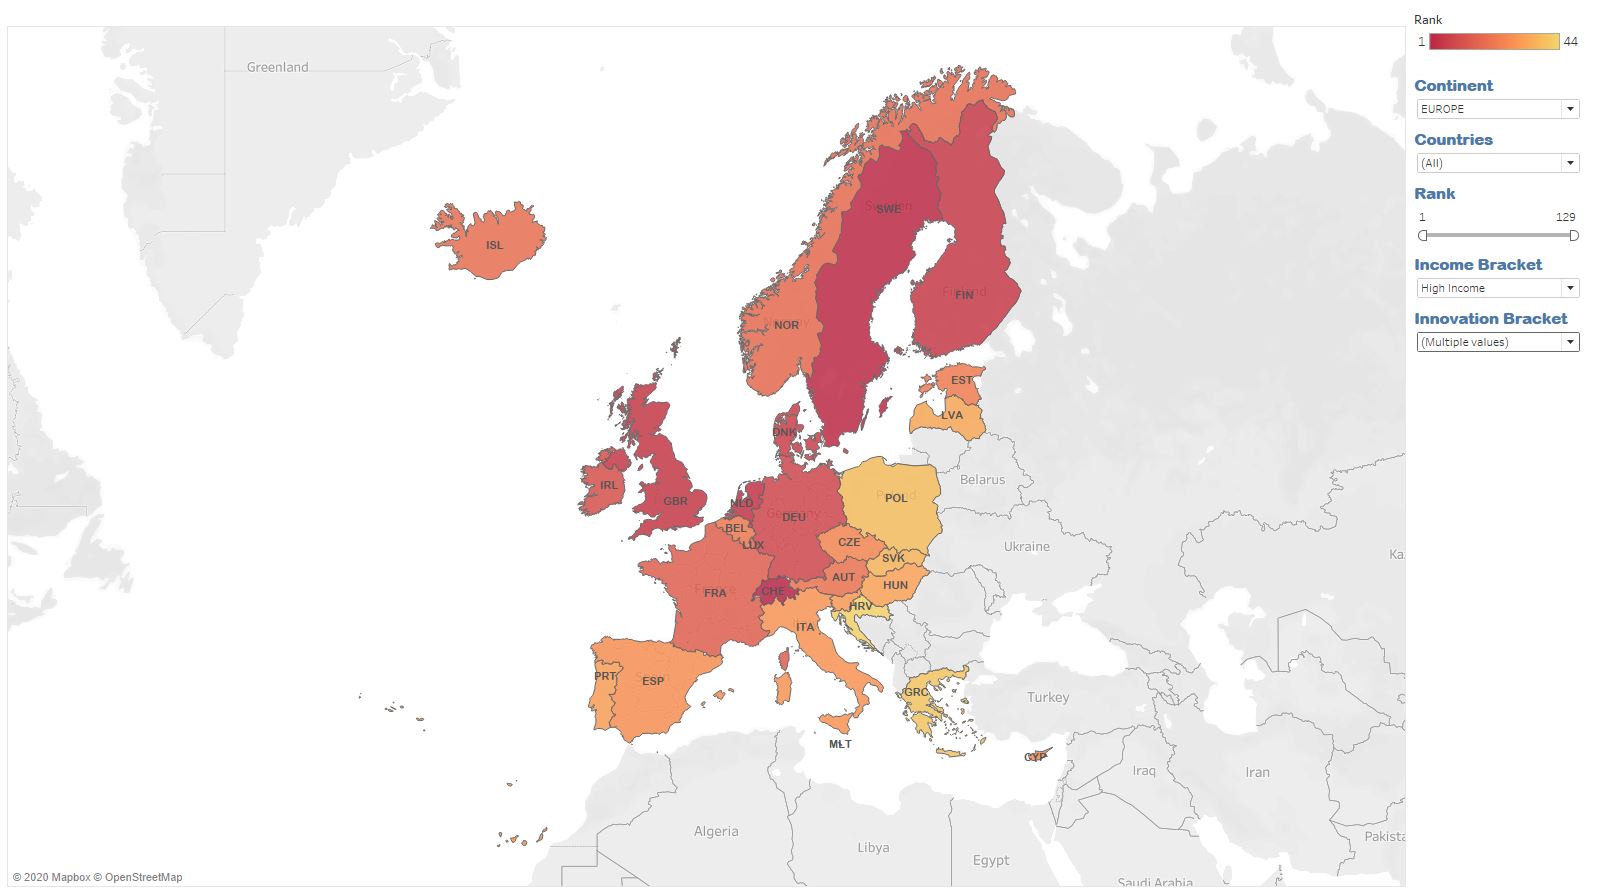 Rank
1 44
Continent
EUROPE
Countries
(All)
Rank
1 129
Income Bracket
High Income
Innovation Bracket
(Multiple values)
Greenland
ISL
SWE
FIN
NOR
EST
LVA
DNK
Belarus
IRL
GBR
NLD
DEU
POL
BEL
LUX
CZE
SVK
Ukraine
Ka
FRA
CHE
AUT
HUN
HRV
ITA
PRT
ESP
GRC
Turkey
MLT
CYP
Iraq
Iran
Algeria
Libya
Egypt
Pakista
Saudi Arabia
© 2020 Mapbox © OpenStreetMap